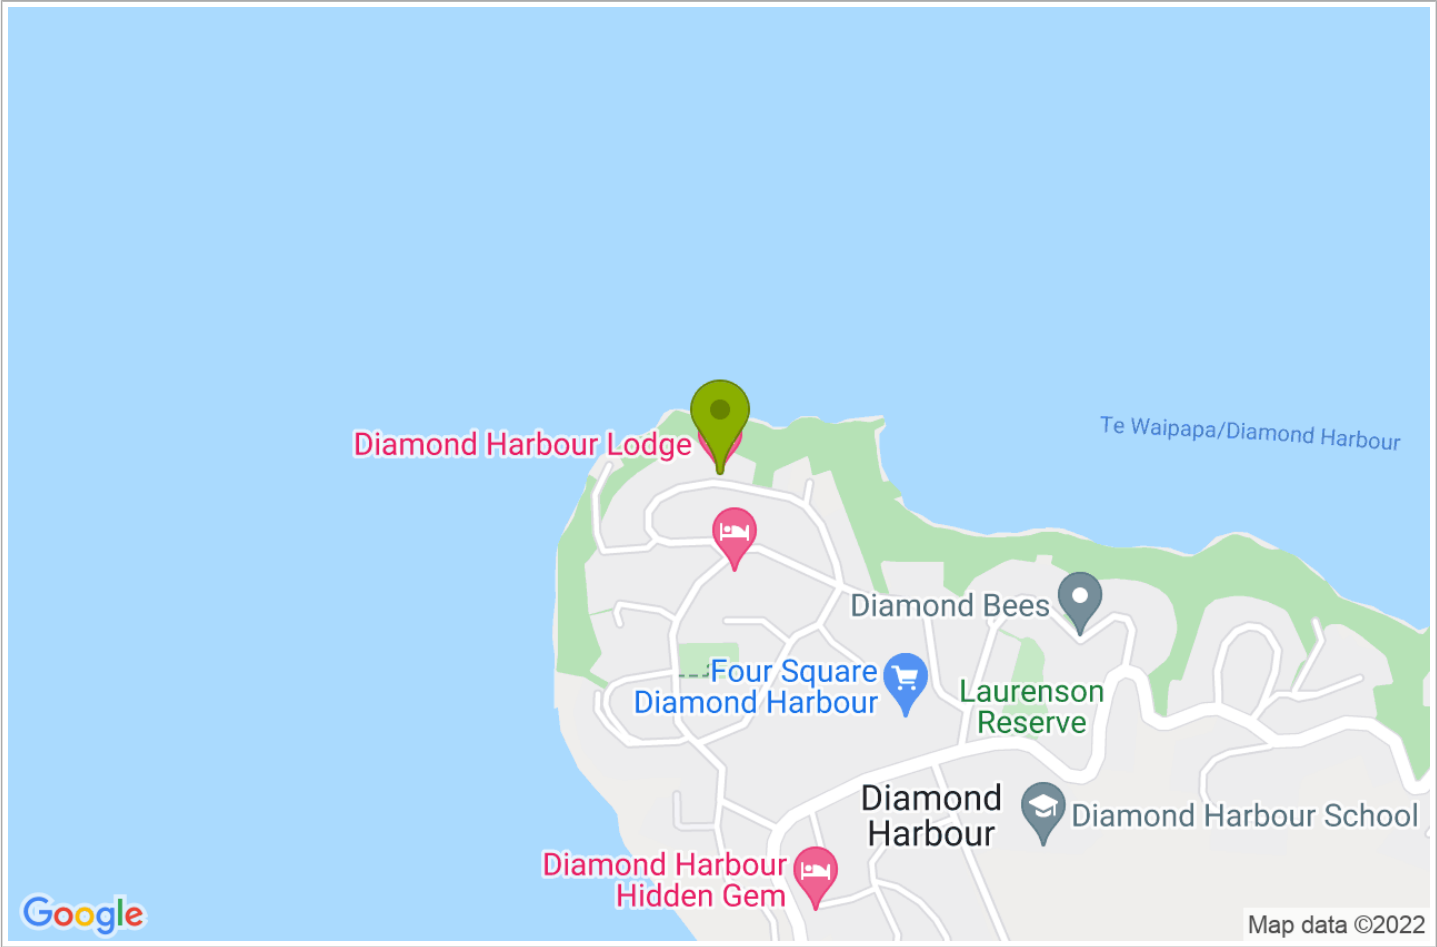 Te Waipapa/Diamond Harbour
Diamond Harbour Lodge
Diamond Bees
Four Square
Diamond Harbour
Laurenson
Reserve
Diamond
Harbour
Diamond Harbour School
Diamond Harbour
Hidden Gem
Google
Map data ©2022